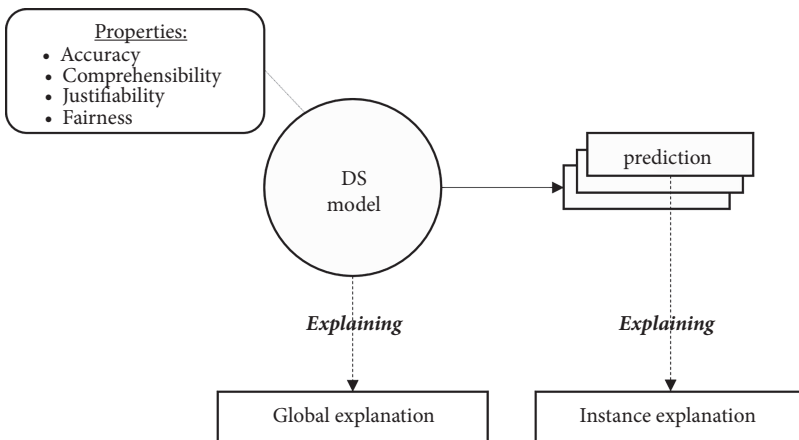 Properties:
• Accuracy
• Comprehensibility
• Justifiability
• Fairness
DS
model
prediction
Explaining
Explaining
Global explanation
Instance explanation